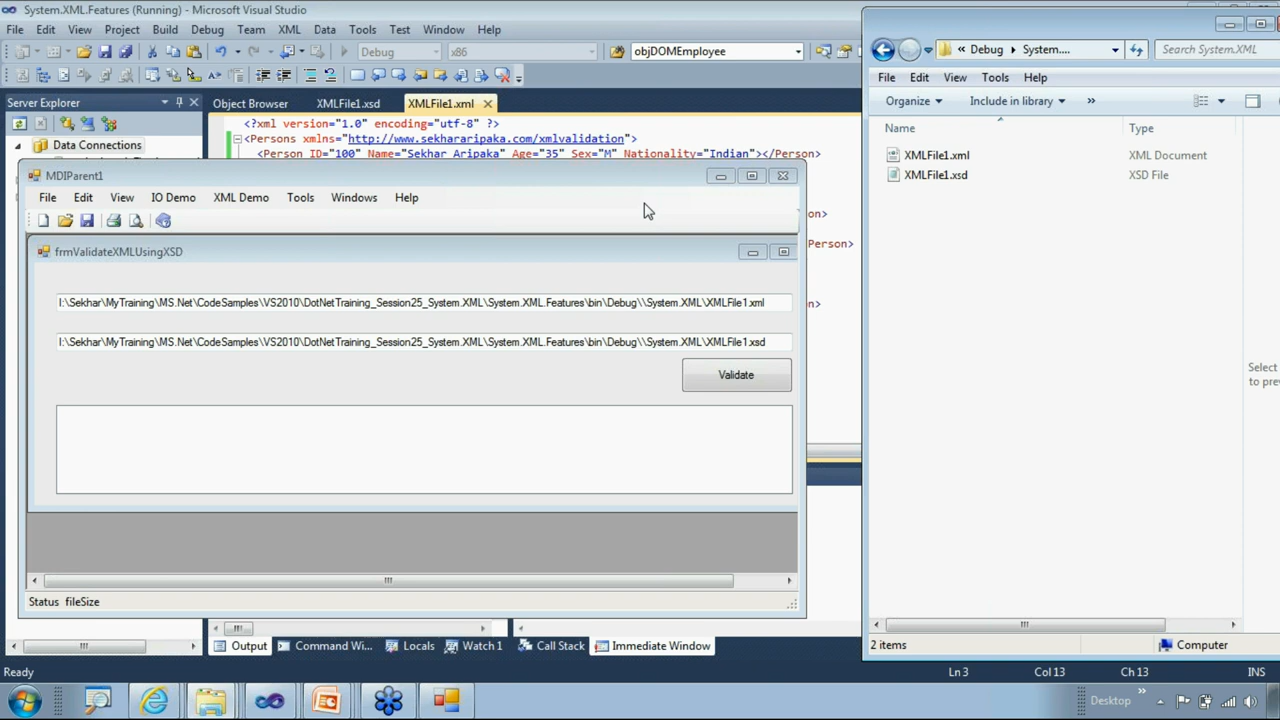 System.XML.Features (Running) - Microsoft Visual Studio
File Edit View Project Build Debug Team XML Data Tools Test Window Help
Debug x86 objDOMEmployee
Server Explorer
Data Connections
Object Browser XMLFile1.xsd XMLFile1.xml
<?xml version="1.0" encoding="utf-8" ?>
<Persons xmlns="http://www.sekhararipaka.com/xmlvalidation">
<Person ID="100" Name="Sekhar Aripaka" Age="35" Sex="M" Nationality="Indian"></Person>
on>
Person>
on>
MDIParent1
File Edit View IO Demo XML Demo Tools Windows Help
frmValidateXMLUsingXSD
I:\Sekhar\MyTraining\MS.Net\CodeSamples\VS2010\DotNetTraining_Session25_System.XML\System.XML.Features\bin\Debug\\System.XML\XMLFile1.xml
I:\Sekhar\MyTraining\MS.Net\CodeSamples\VS2010\DotNetTraining_Session25_System.XML\System.XML.Features\bin\Debug\\System.XML\XMLFile1.xsd
Validate
Status fileSize
« Debug System.... Search System.XML
File Edit View Tools Help
Organize Include in library »
Name Type
XMLFile1.xml XML Document
XMLFile1.xsd XSD File
Select
to prev
2 items Computer
Output Command Wi... Locals Watch 1 Call Stack Immediate Window
Ready Ln 3 Col 13 Ch 13 INS
Desktop »